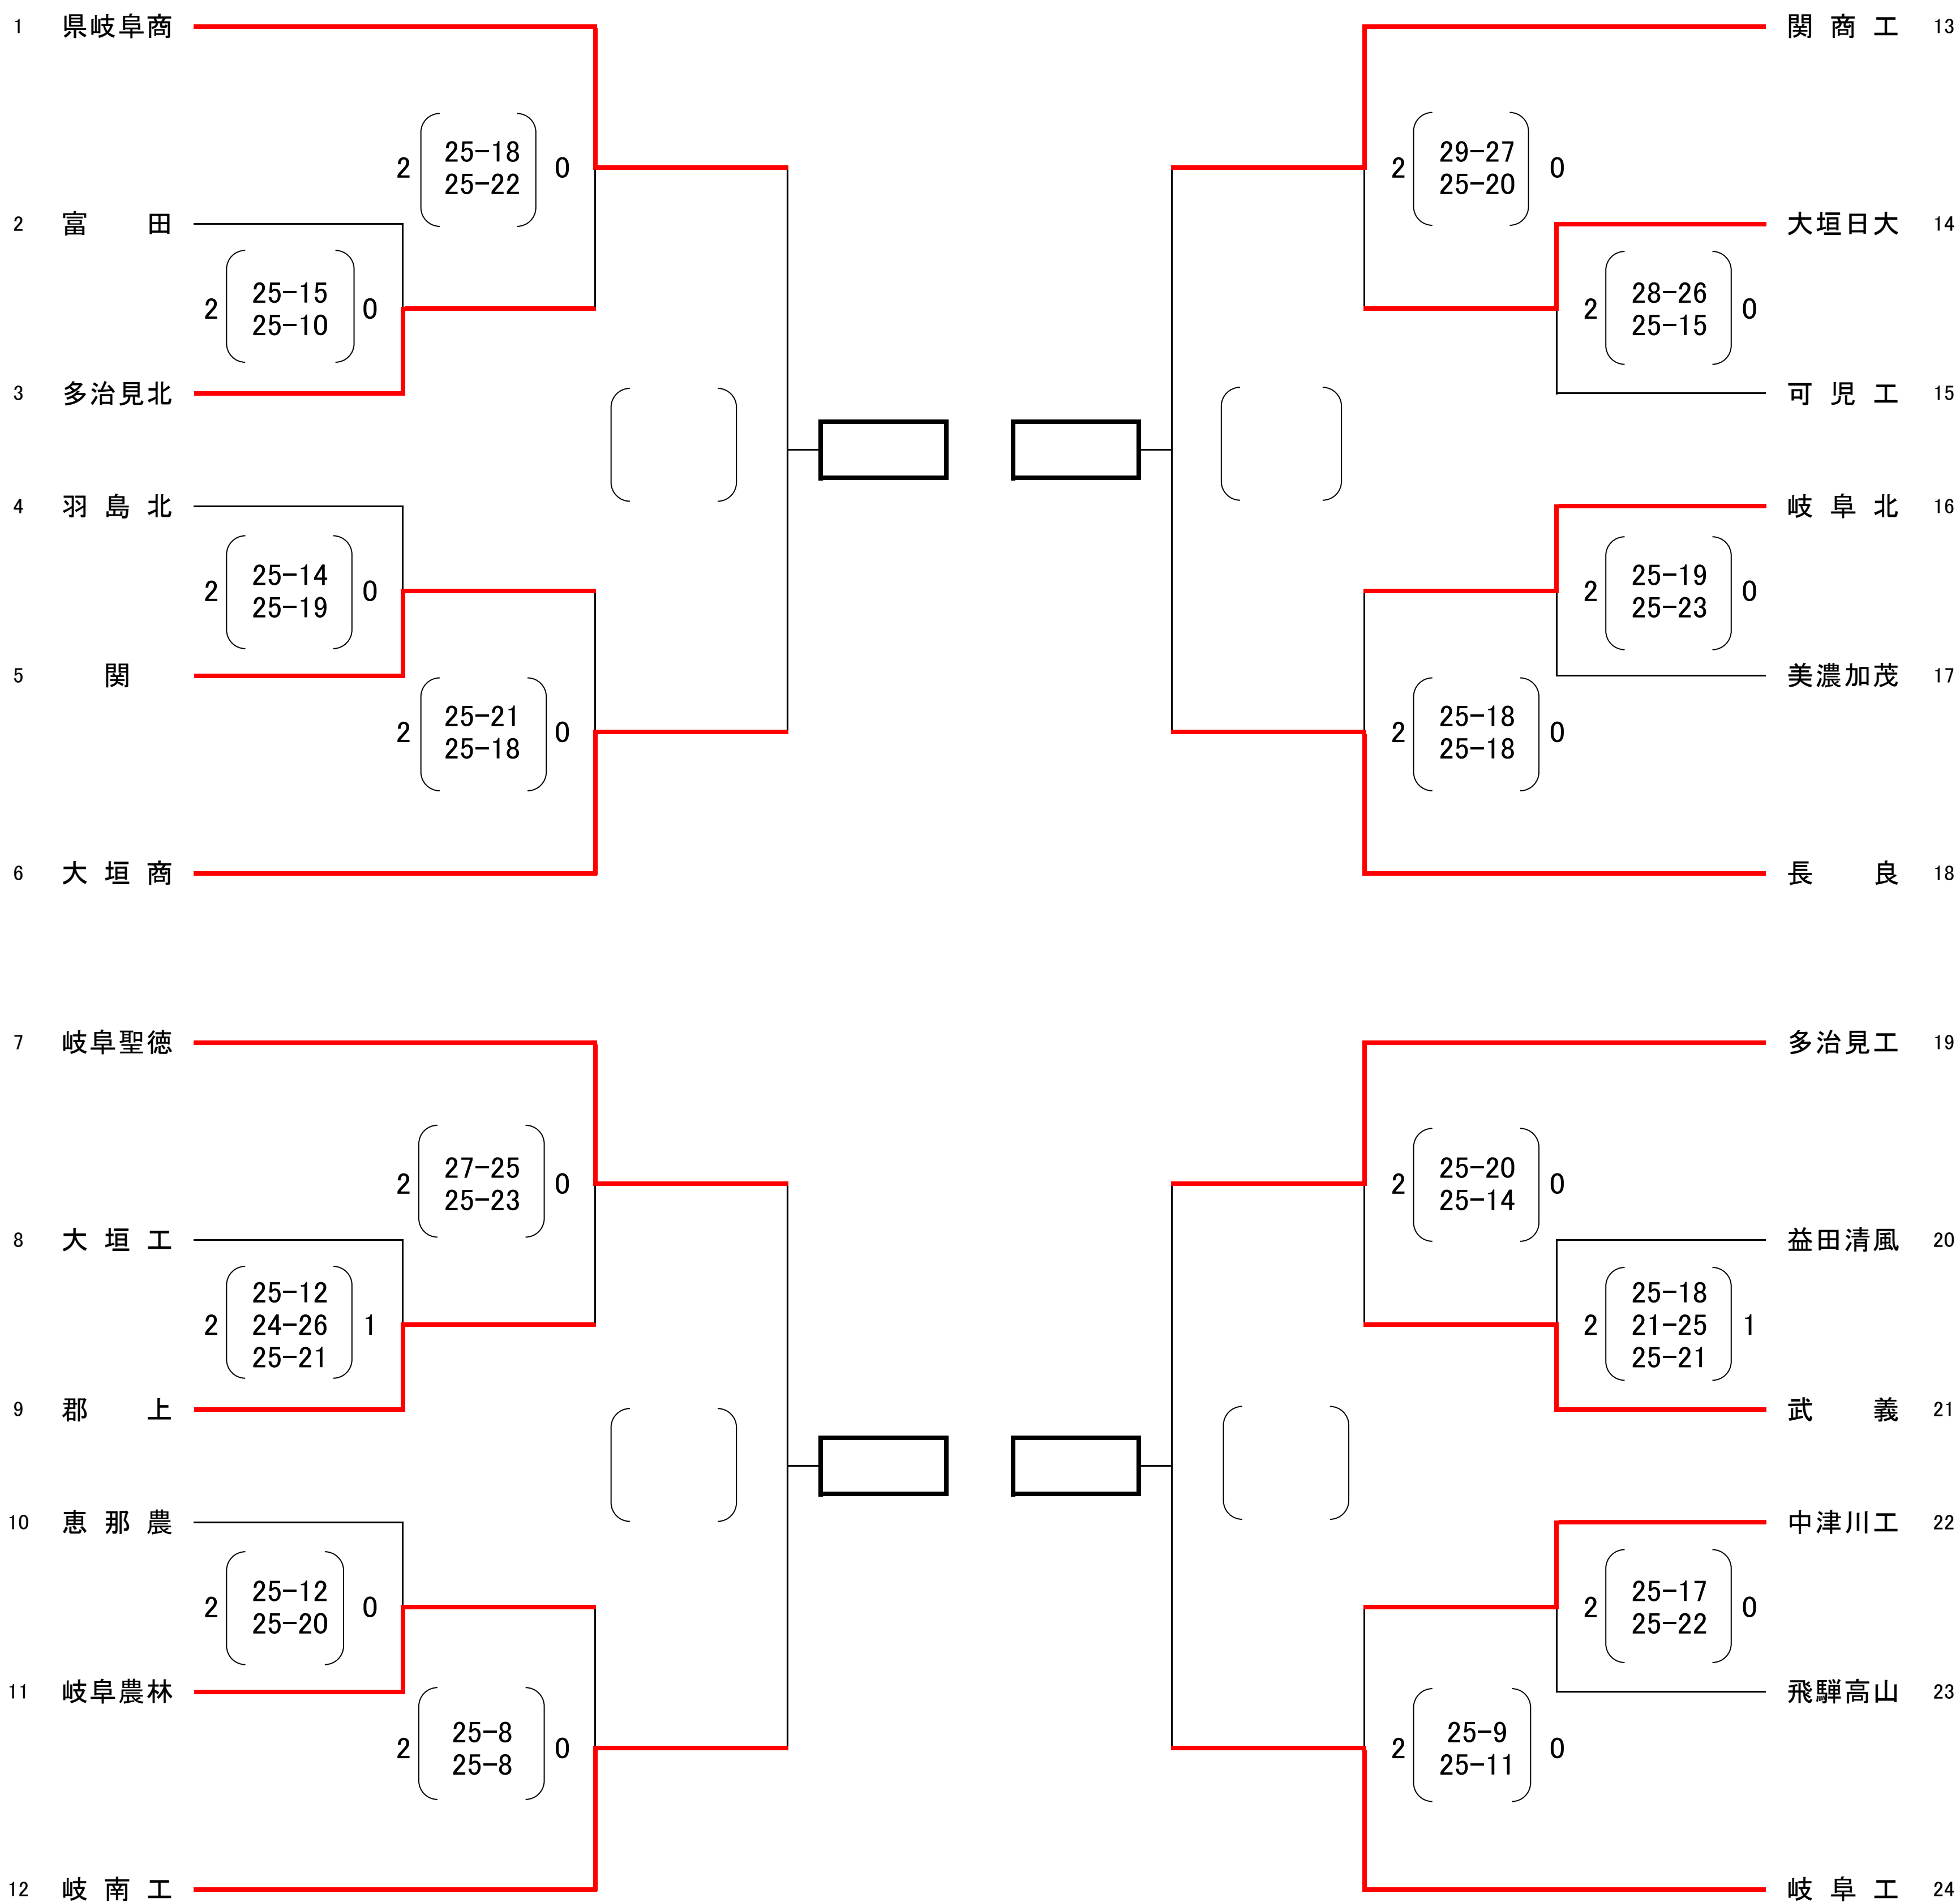 1 県岐阜商
2 25-18 0
25-22
2 富田
2 25-15 0
25-10
3 多治見北
4 羽島北
2 25-14 0
25-19
5 関
2 25-21 0
25-18
6 大垣商
関商工 13
2 29-27 0
25-20
大垣日大 14
2 28-26 0
25-15
可児工 15
岐阜北 16
2 25-19 0
25-23
美濃加茂 17
2 25-18 0
25-18
長良 18
7 岐阜聖徳
2 27-25 0
25-23
8 大垣工
25-12
2 24-26 1
25-21
9 郡上
10 恵那農
2 25-12 0
25-20
11 岐阜農林
2 25-8 0
25-8
12 岐南工
多治見工 19
2 25-20 0
25-14
益田清風 20
25-18
2 21-25 1
25-21
武義 21
中津川工 22
2 25-17 0
25-22
飛騨高山 23
2 25-9 0
25-11
岐阜工 24